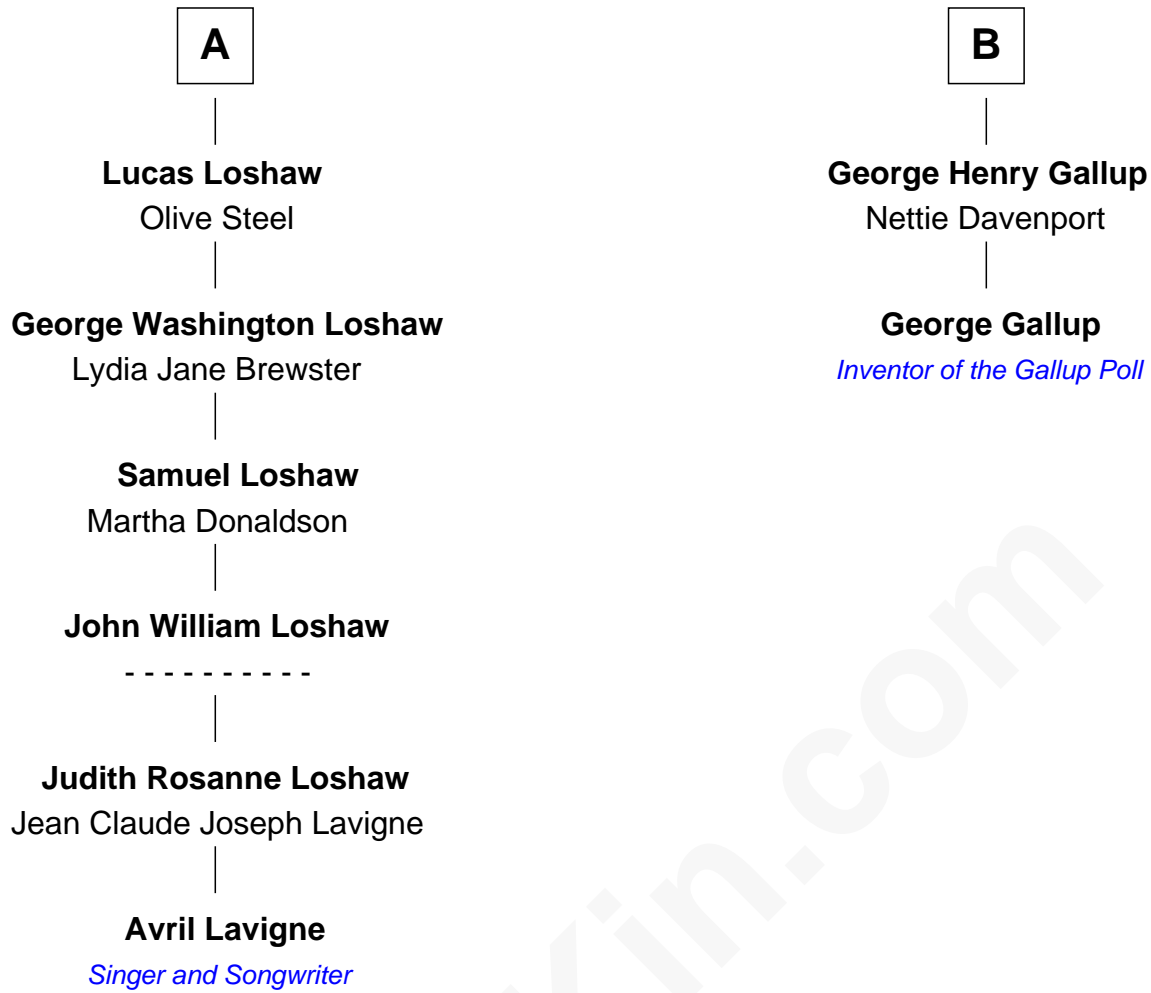 A
Lucas Loshaw
Olive Steel
George Washington Loshaw
Lydia Jane Brewster
Samuel Loshaw
Martha Donaldson
John William Loshaw
- - - - - - - - - -
Judith Rosanne Loshaw
Jean Claude Joseph Lavigne
Avril Lavigne
Singer and Songwriter
B
George Henry Gallup
Nettie Davenport
George Gallup
Inventor of the Gallup Poll
kin.com